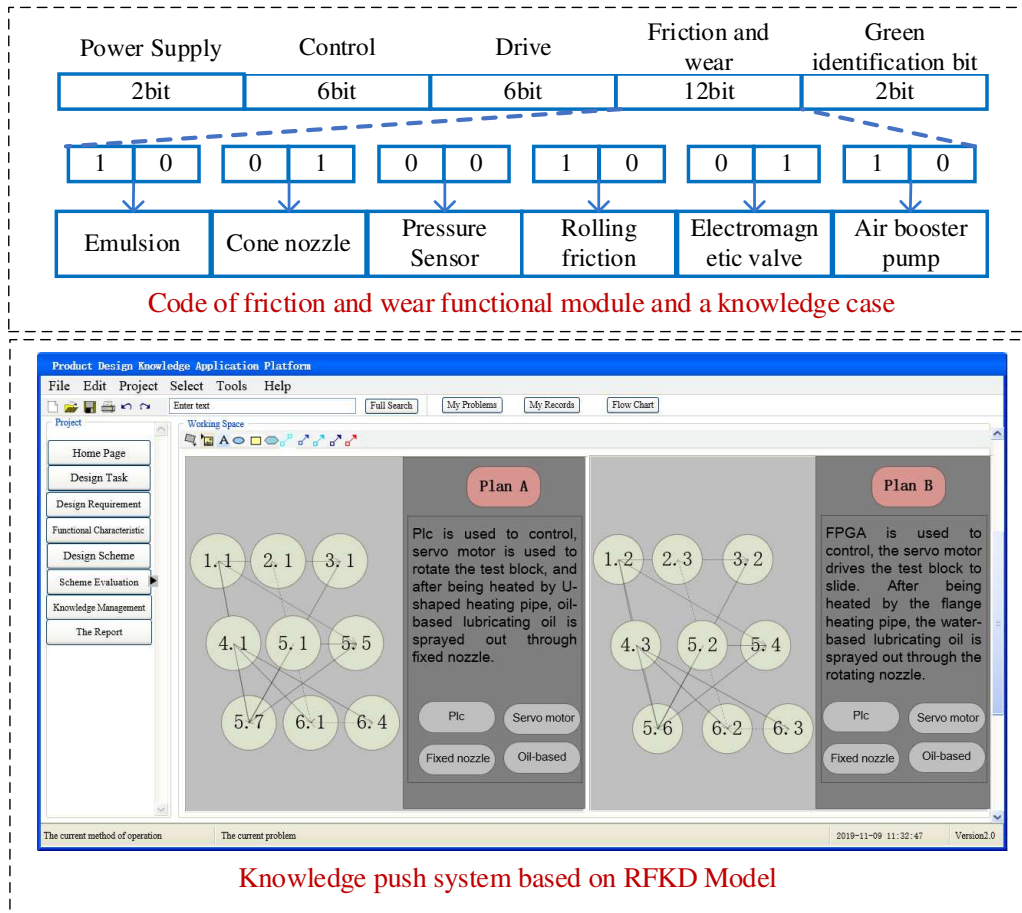 Power Supply
Control
Drive
Friction and
wear
Green
identification bit
2bit
6bit
6bit
12bit
2bit
1 0
0 1
0 0
1 0
0 1
1 0
Emulsion
Cone nozzle
Pressure
Sensor
Rolling
friction
Electromagn
etic valve
Air booster
pump
Code of friction and wear functional module and a knowledge case
Product Design Knowledge Application Platform
File Edit Project Select Tools Help
Enter text
Full Search
My Problems
My Records
Flow Chart
Project
Home Page
Design Task
Design Requirement
Functional Characteristic
Design Scheme
Scheme Evaluation
Knowledge Management
The Report
Working Space
A
1.1 2.1 3.1
4.1 5.1 5.5
5.7 6.1 6.4
Plan A
Plc is used to control,
servo motor is used to
rotate the test block, and
after being heated by U-
shaped heating pipe, oil-
based lubricating oil is
sprayed out through
fixed nozzle.
Plc
Servo motor
Fixed nozzle
Oil-based
1.2 2.3 3.2
4.3 5.2 5.4
5.6 6.2 6.3
Plan B
FPGA is used to
control, the servo motor
drives the test block to
slide. After being
heated by the flange
heating pipe, the water-
based lubricating oil is
sprayed out through the
rotating nozzle.
Plc
Servo motor
Fixed nozzle
Oil-based
The current method of operation
The current problem
2019-11-09 11:32:47
Version2.0
Knowledge push system based on RFKD Model